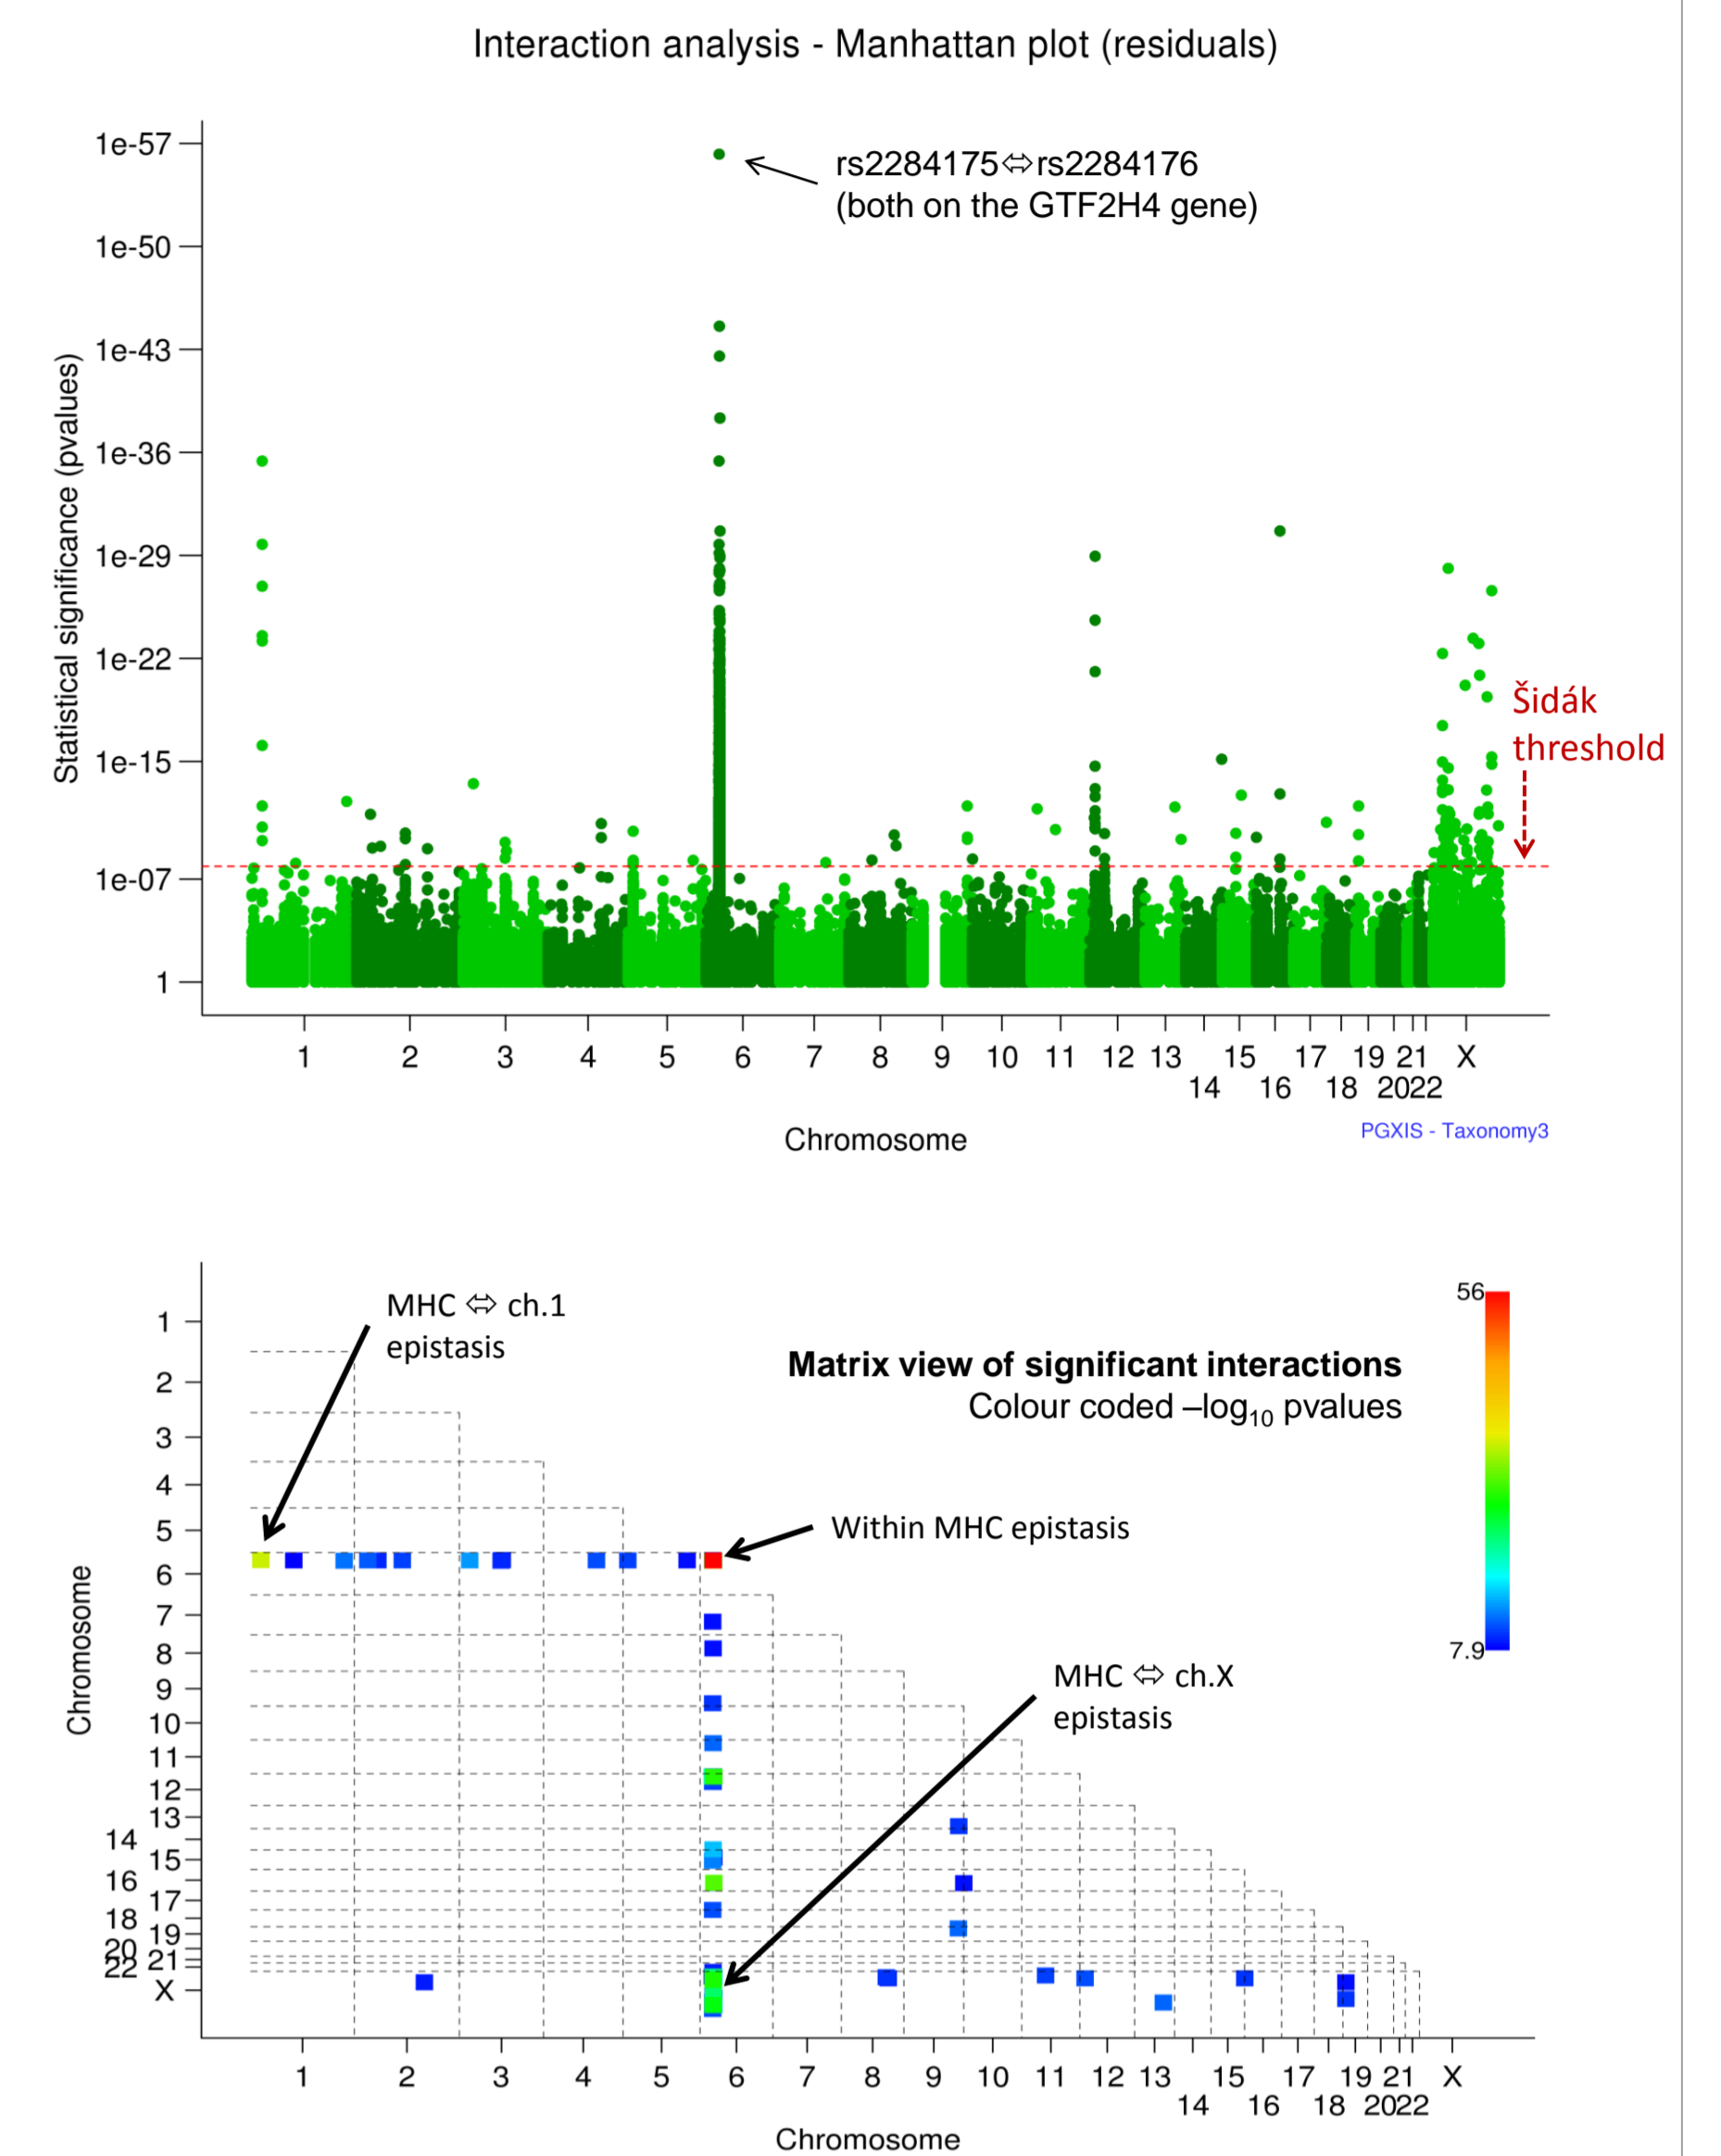 Interaction analysis - Manhattan plot (residuals)
Statistical significance (pvalues)
1e-57
1e-50
1e-43
1e-36
1e-29
1e-22
1e-15
1e-07
1
rs2284175⇔rs2284176
(both on the GTF2H4 gene)
Šidák
threshold
1 2 3 4 5 6 7 8 9 10 11 12 13 15 17 19 21 X
14 16 18 20 22
Chromosome
PGXIS - Taxonomy3
MHC ⇔ ch.1
epistasis
Matrix view of significant interactions
Colour coded –log10 pvalues
56
7.9
Within MHC epistasis
MHC ⇔ ch.X
epistasis
Chromosome
1
2
3
4
5
6
7
8
9
10
11
12
13
14
15
16
17
18
19
20
21
22
X
1 2 3 4 5 6 7 8 9 10 11 12 13 15 17 19 21 X
14 16 18 20 22
Chromosome